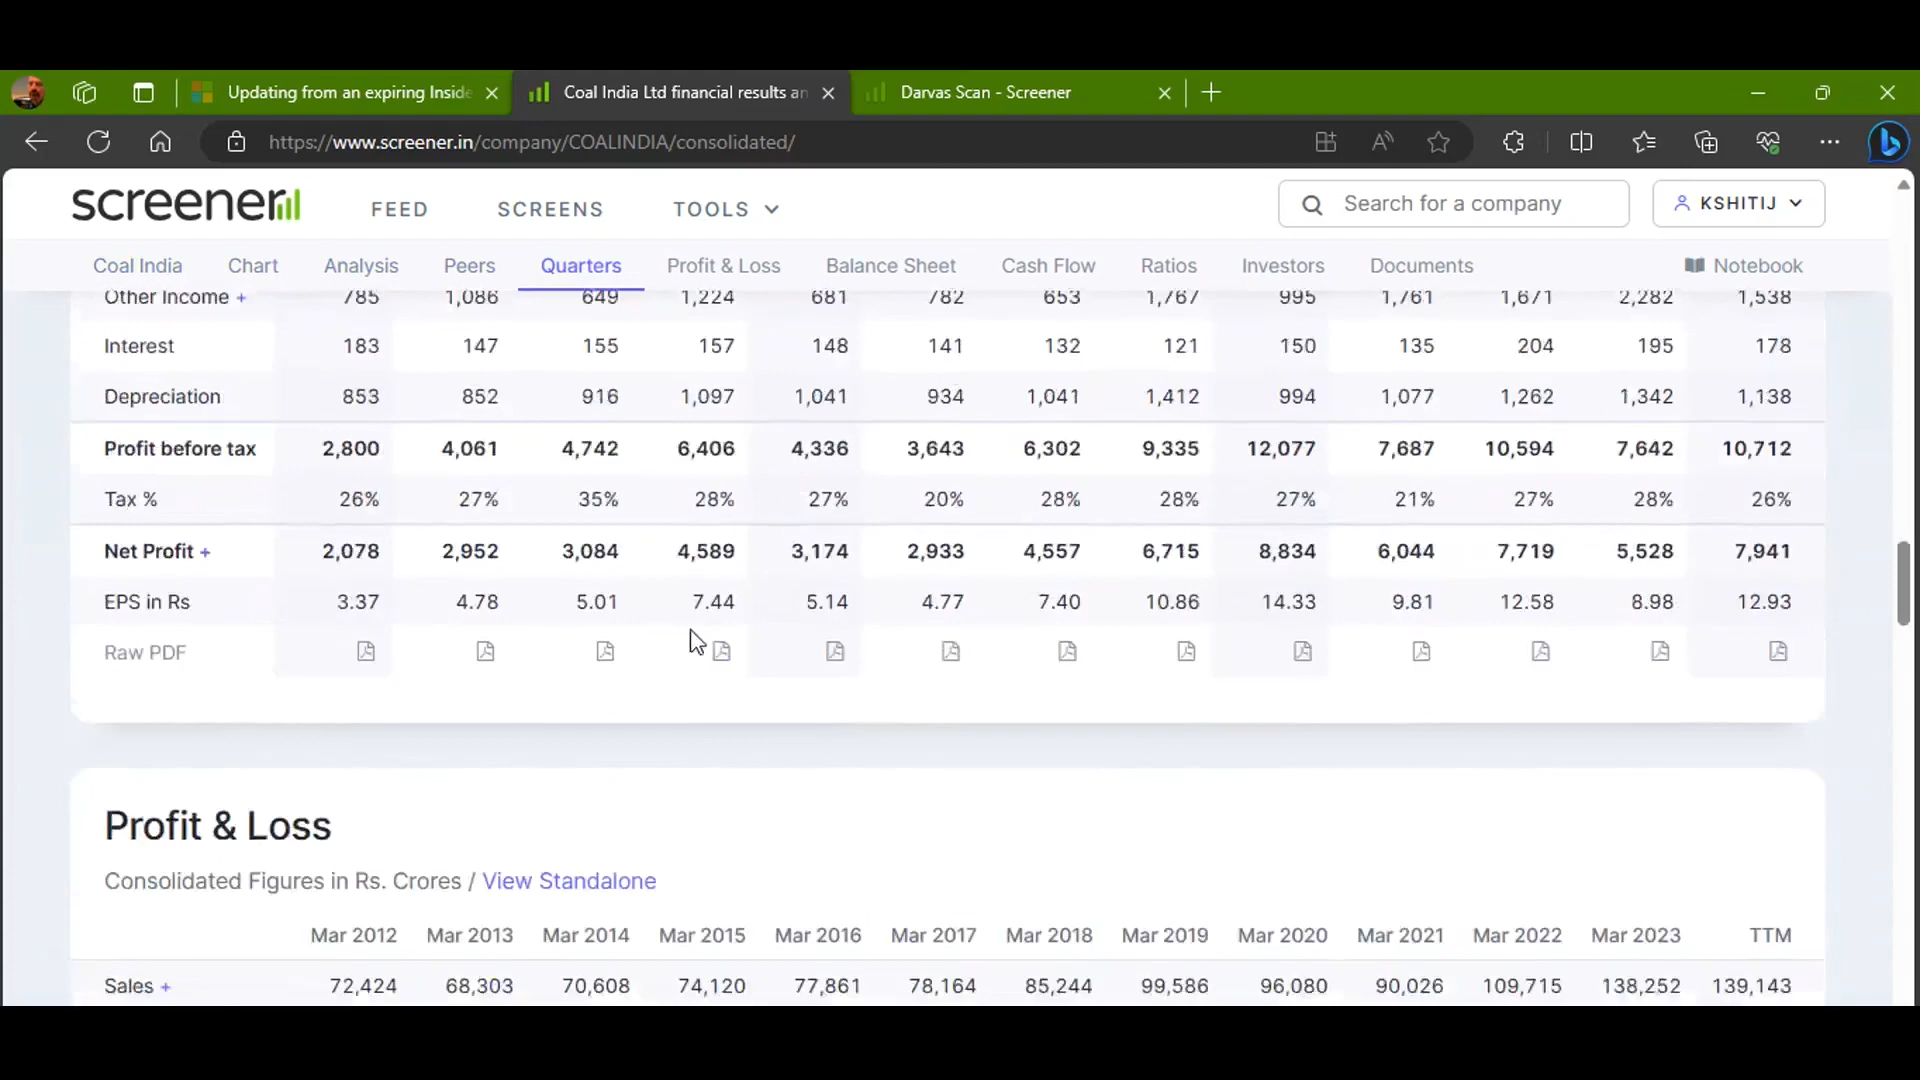 Updating from an expiring Inside
Coal India Ltd financial results an
Darvas Scan - Screener
https://www.screener.in/company/COALINDIA/consolidated/
screener
FEED
SCREENS
TOOLS
Search for a company
KSHITIJ
Coal India Chart Analysis Peers Quarters Profit & Loss Balance Sheet Cash Flow Ratios Investors Documents Notebook
Other Income + 785 1,086 649 1,224 681 782 653 1,767 995 1,761 1,671 2,282 1,538
Interest 183 147 155 157 148 141 132 121 150 135 204 195 178
Depreciation 853 852 916 1,097 1,041 934 1,041 1,412 994 1,077 1,262 1,342 1,138
Profit before tax 2,800 4,061 4,742 6,406 4,336 3,643 6,302 9,335 12,077 7,687 10,594 7,642 10,712
Tax % 26% 27% 35% 28% 27% 20% 28% 28% 27% 21% 27% 28% 26%
Net Profit + 2,078 2,952 3,084 4,589 3,174 2,933 4,557 6,715 8,834 6,044 7,719 5,528 7,941
EPS in Rs 3.37 4.78 5.01 7.44 5.14 4.77 7.40 10.86 14.33 9.81 12.58 8.98 12.93
Raw PDF
Profit & Loss
Consolidated Figures in Rs. Crores / View Standalone
Mar 2012 Mar 2013 Mar 2014 Mar 2015 Mar 2016 Mar 2017 Mar 2018 Mar 2019 Mar 2020 Mar 2021 Mar 2022 Mar 2023 TTM
Sales + 72,424 68,303 70,608 74,120 77,861 78,164 85,244 99,586 96,080 90,026 109,715 138,252 139,143